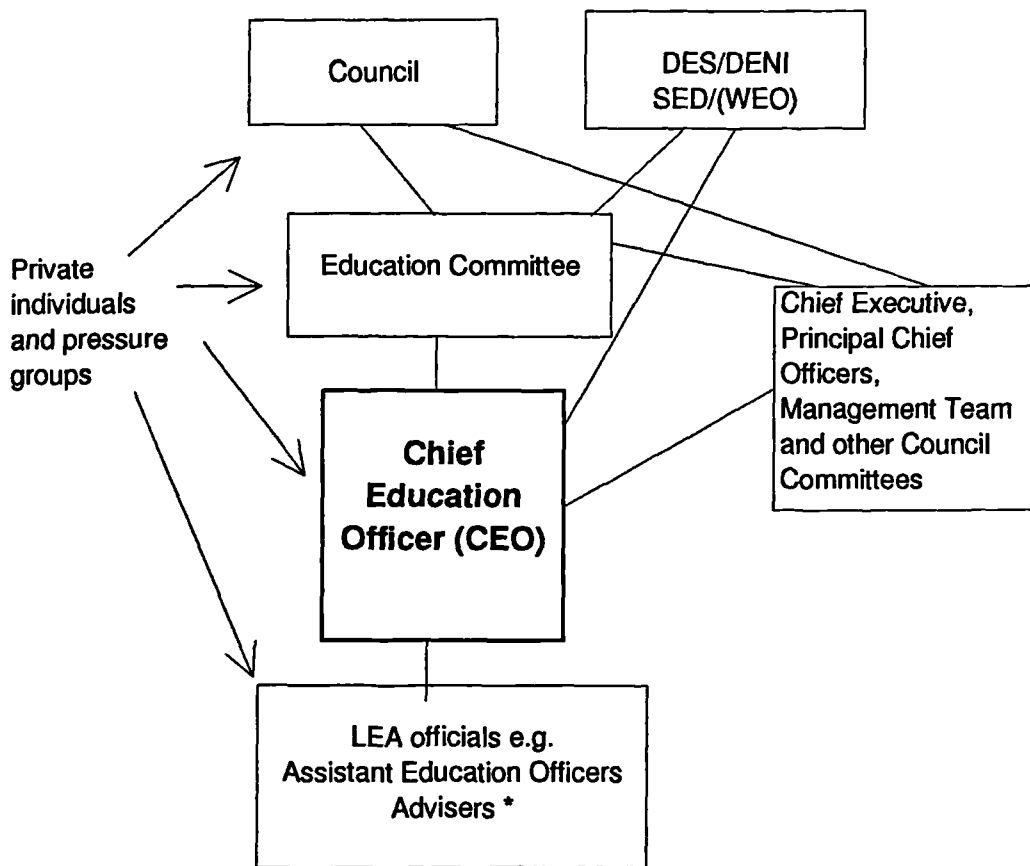 Council
DES/DENI
SED/(WEO)
Education Committee
Private
individuals
and pressure
groups
Chief Executive,
Principal Chief
Officers,
Management Team
and other Council
Committees
Chief
Education
Officer (CEO)
LEA officials e.g.
Assistant Education Officers
Advisers *